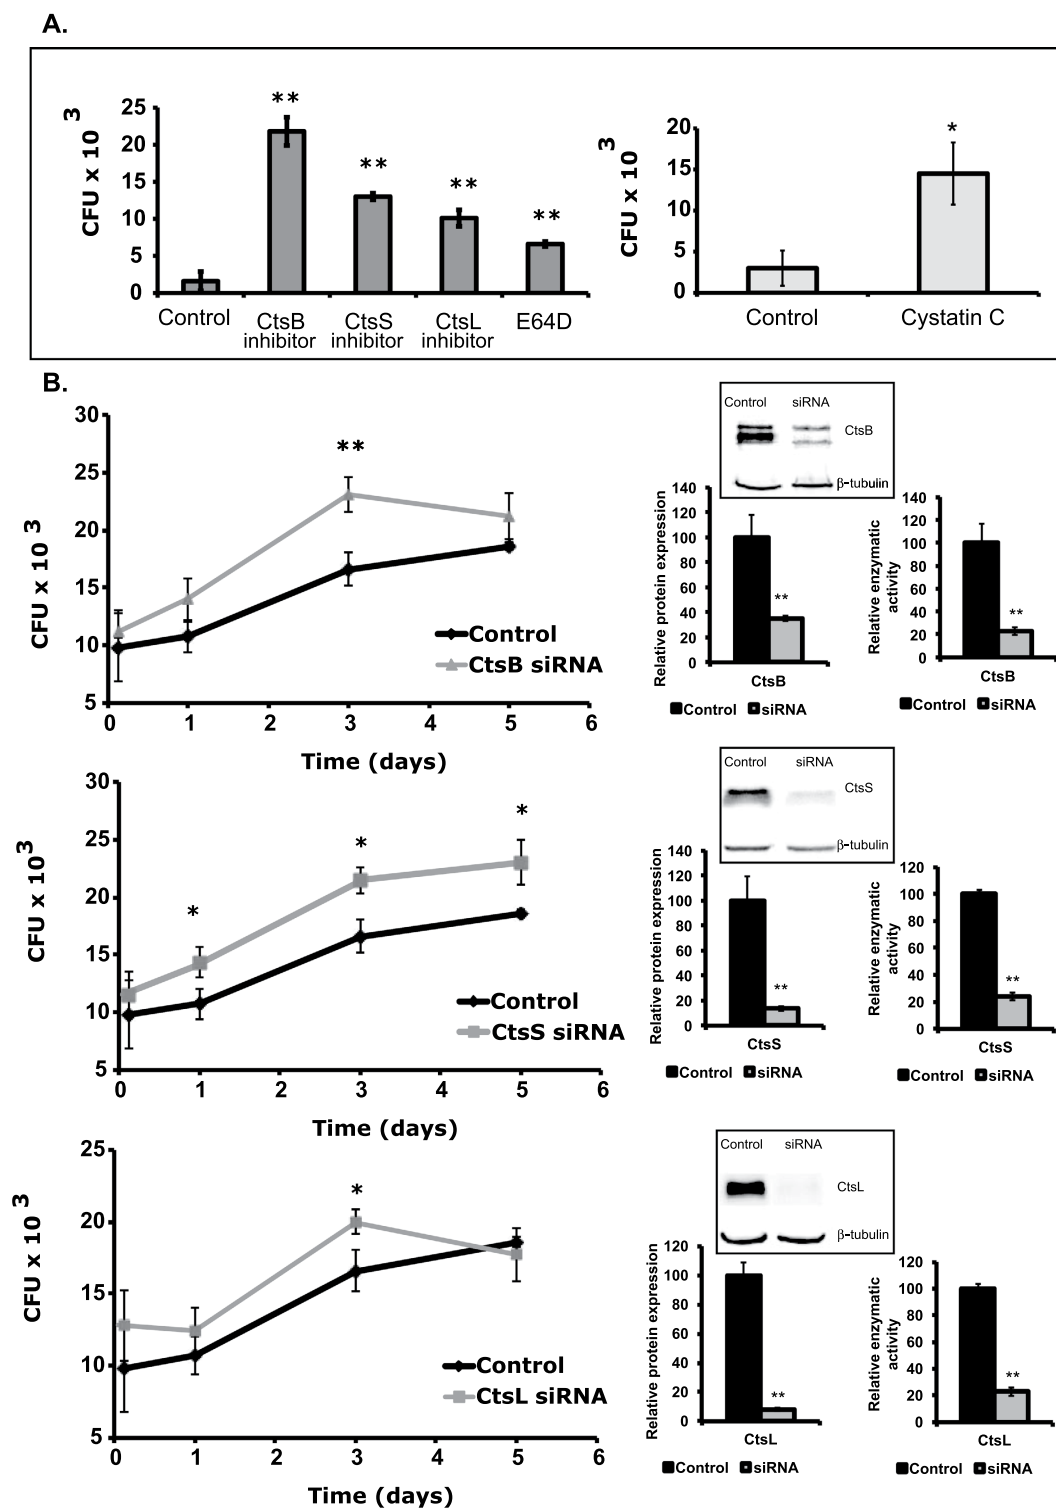 A.
CFU x 10 3
25
20
15
10
5
0
**
**
**
**
Control
CtsB inhibitor
CtsS inhibitor
CtsL inhibitor
E64D
CFU x 10 3
20
15
10
5
0
*
Control
Cystatin C
B.
CFU x 10 3
30
25
20
15
10
5
**
Control
CtsB siRNA
0 1 2 3 4 5 6
Time (days)
Control siRNA
CtsB
β-tubulin
Relative protein expression
140
120
100
80
60
40
20
0
**
CtsB
Control siRNA
Relative enzymatic
activity
140
120
100
80
60
40
20
0
**
CtsB
Control siRNA
CFU x 10 3
30
25
20
15
10
5
*
*
*
Control
CtsS siRNA
0 1 2 3 4 5 6
Time (days)
Control siRNA
CtsS
β-tubulin
Relative protein expression
140
120
100
80
60
40
20
0
**
CtsS
Control siRNA
Relative enzymatic
activity
120
100
80
60
40
20
0
**
CtsS
Control siRNA
CFU x 10 3
25
20
15
10
5
*
Control
CtsL siRNA
0 1 2 3 4 5 6
Time (days)
Control siRNA
CtsL
β-tubulin
Relative protein expression
120
100
80
60
40
20
0
**
CtsL
Control siRNA
Relative enzymatic
activity
120
100
80
60
40
20
0
**
CtsL
Control siRNA